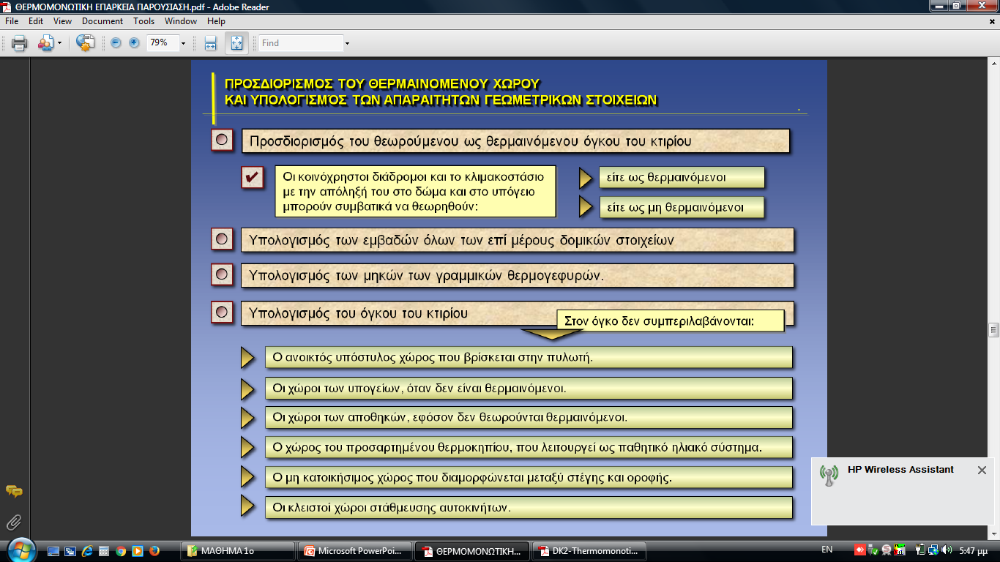 ΘΕΡΜΟΜΟΝΩΤΙΚΗ ΕΠΑΡΚΕΙΑ ΠΑΡΟΥΣΙΑΣΗ.pdf - Adobe Reader
File Edit View Document Tools Window Help
79% Find
ΠΡΟΣΔΙΟΡΙΣΜΟΣ ΤΟΥ ΘΕΡΜΑΙΝΟΜΕΝΟΥ ΧΩΡΟΥ
ΚΑΙ ΥΠΟΛΟΓΙΣΜΌΣ ΤΩΝ ΑΠΑΡΑΙΤΗΤΩΝ ΓΕΩΜΕΤΡΙΚΩΝ ΣΤΟΙΧΕΙΩΝ
Προσδιορισμός του θεωρούμενου ως θερμαινόμενου όγκου του κτιρίου
Οι κοινόχρηστοι διάδρομοι και το κλιμακοστάσιο
με την απόληξή του στο δώμα και στο υπόγειο
μπορούν συμβατικά να θεωρηθούν:
είτε ως θερμαινόμενοι
είτε ως μη θερμαινόμενοι
Υπολογισμός των εμβαδών όλων των επί μέρους δομικών στοιχείων
Υπολογισμός των μηκών των γραμμικών θερμογεφυρών.
Υπολογισμός του όγκου του κτιρίου
Στον όγκο δεν συμπεριλαβάνονται:
Ο ανοικτός υπόστυλος χώρος που βρίσκεται στην πυλωτή.
Οι χώροι των υπογείων, όταν δεν είναι θερμαινόμενοι.
Οι χώροι των αποθηκών, εφόσον δεν θεωρούνται θερμαινόμενοι.
Ο χώρος του προσαρτημένου θερμοκηπίου, που λειτουργεί ως παθητικό ηλιακό σύστημα.
Ο μη κατοικήσιμος χώρος που διαμορφώνεται μεταξύ στέγης και οροφής.
Οι κλειστοί χώροι στάθμευσης αυτοκινήτων.
HP Wireless Assistant
ΜΑΘΗΜΑ 1ο Microsoft PowerPoi... ΘΕΡΜΟΜΟΝΩΤΙΚΗ... DK2-Thermomonoti... EN 5:47 μμ